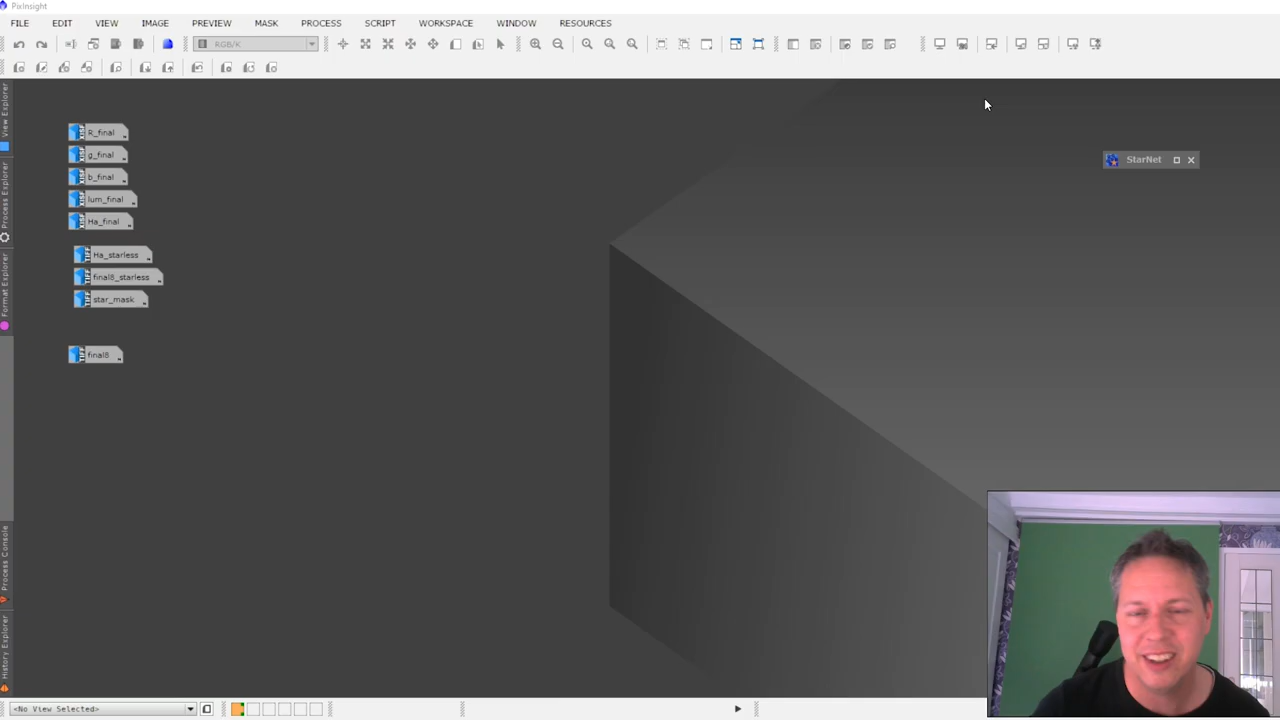 PixInsight
FILE EDIT VIEW IMAGE PREVIEW MASK PROCESS SCRIPT WORKSPACE WINDOW RESOURCES
RGB/K
View Explorer
Process Explorer
Format Explorer
Process Console
History Explorer
R_final
g_final
b_final
lum_final
Ha_final
Ha_starless
final8_starless
star_mask
final8
StarNet
<No View Selected>